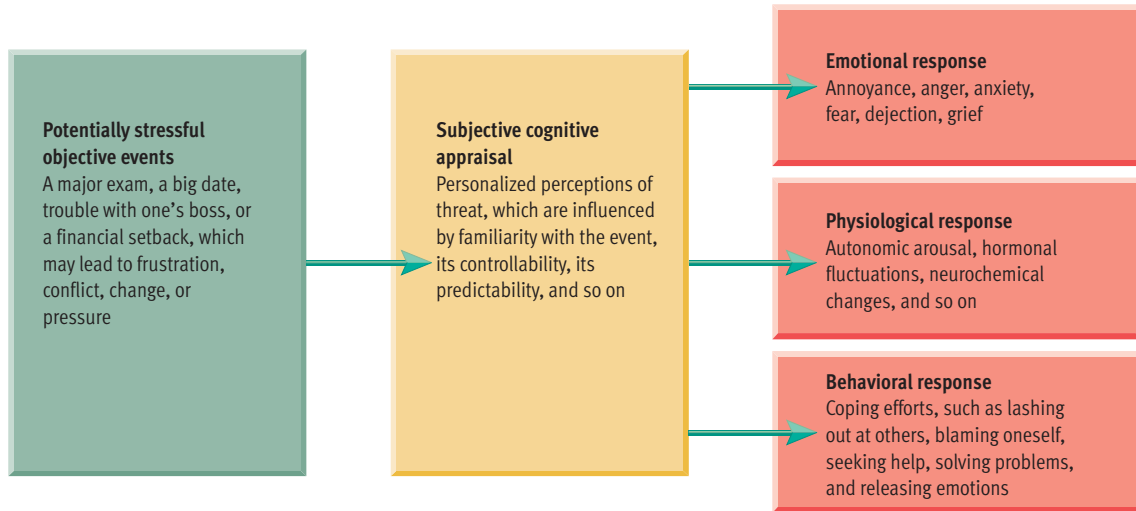 Potentially stressful
objective events
A major exam, a big date,
trouble with one's boss, or
a financial setback, which
may lead to frustration,
conflict, change, or
pressure
Subjective cognitive
appraisal
Personalized perceptions of
threat, which are influenced
by familiarity with the event,
its controllability, its
predictability, and so on
Emotional response
Annoyance, anger, anxiety,
fear, dejection, grief
Physiological response
Autonomic arousal, hormonal
fluctuations, neurochemical
changes, and so on
Behavioral response
Coping efforts, such as lashing
out at others, blaming oneself,
seeking help, solving problems,
and releasing emotions